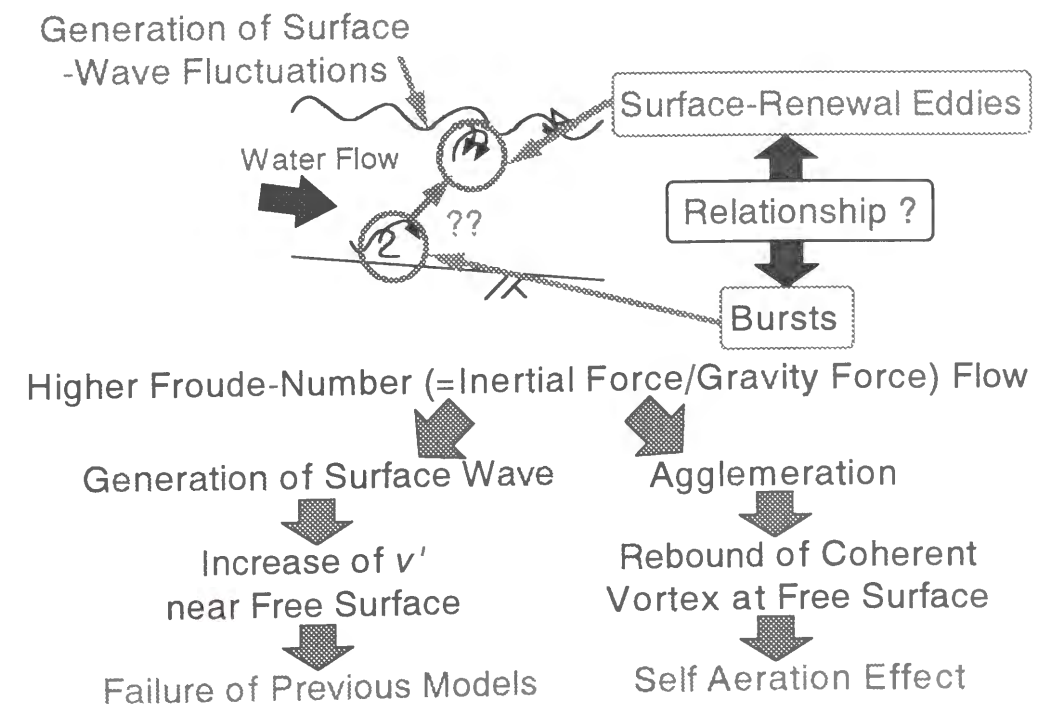 Generation of Surface
-Wave Fluctuations
Surface-Renewal Eddies
Water Flow
Relationship ?
??
Bursts
Higher Froude-Number (=Inertial Force/Gravity Force) Flow
Generation of Surface Wave
Agglemeration
Increase of v'
near Free Surface
Rebound of Coherent
Vortex at Free Surface
Failure of Previous Models
Self Aeration Effect